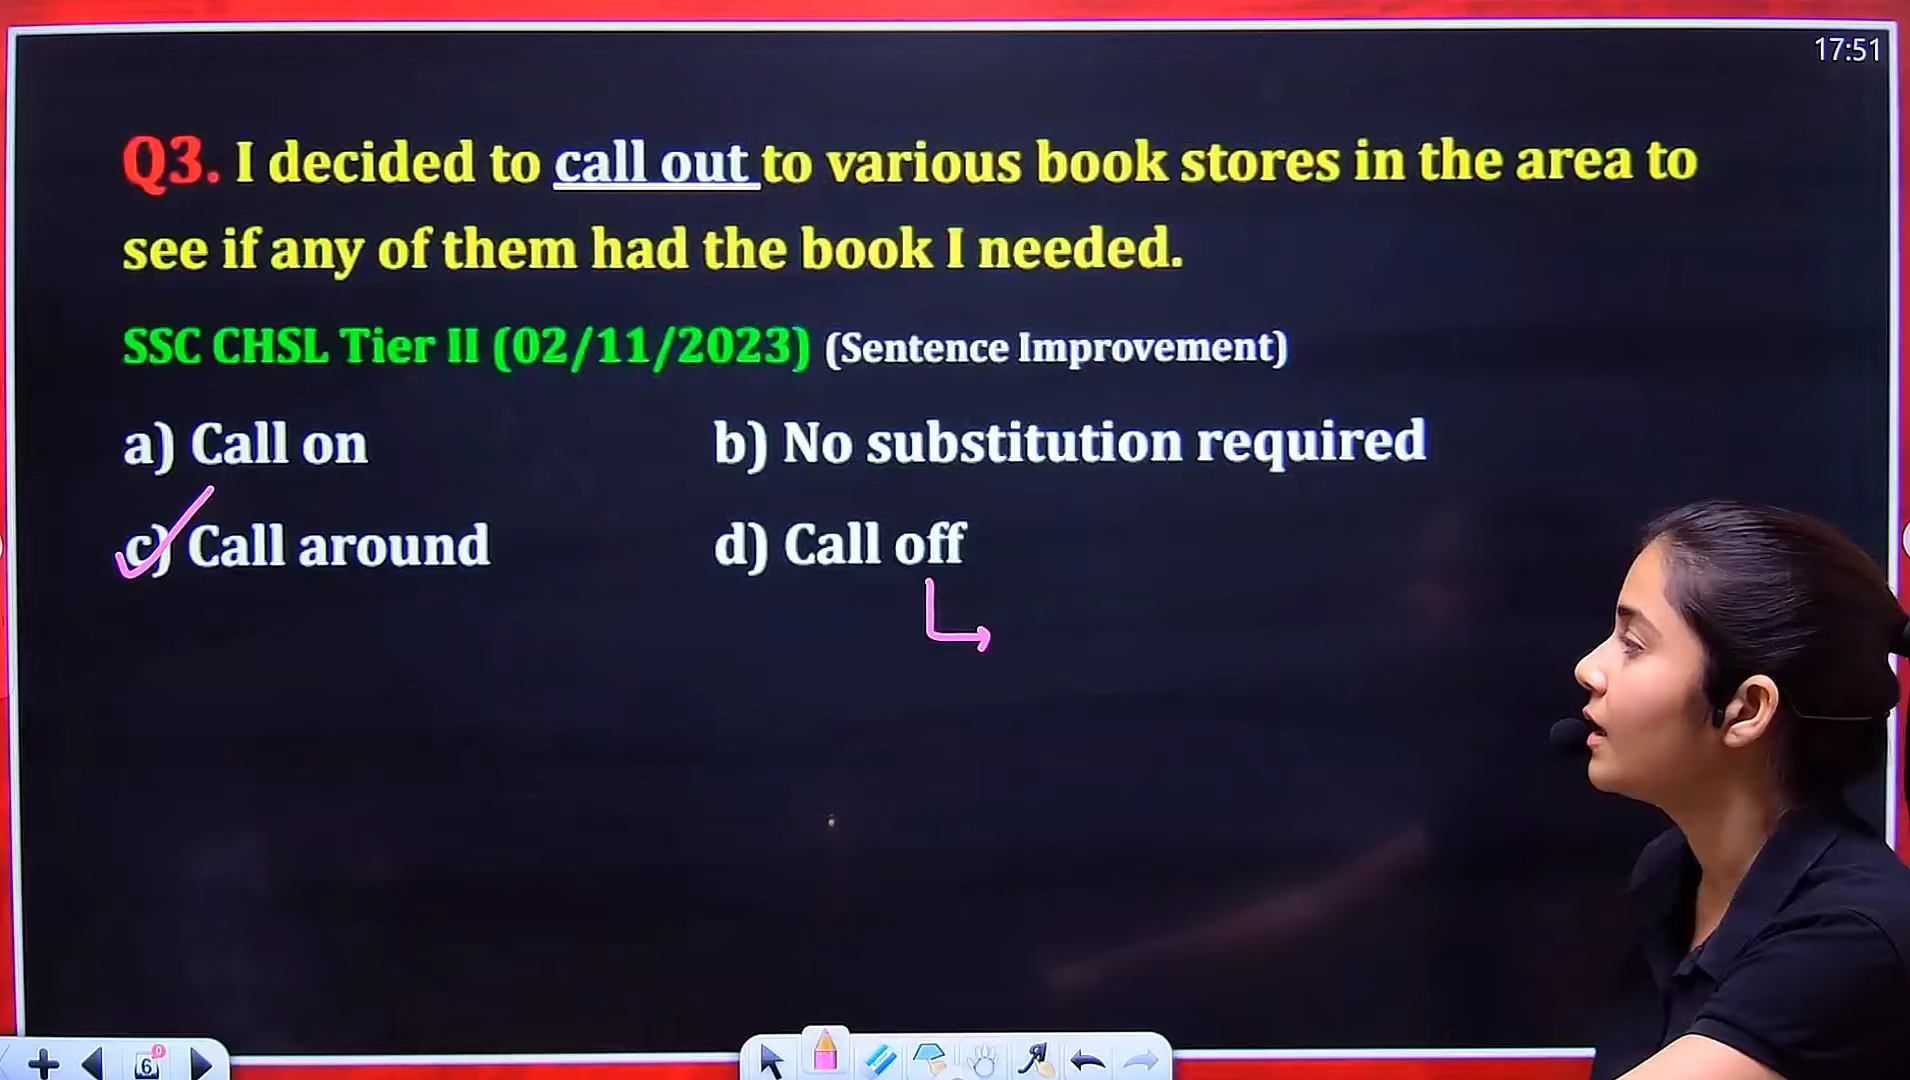 17:51
Q3. I decided to call out to various book stores in the area to
see if any of them had the book I needed.
SSC CHSL Tier II (02/11/2023) (Sentence Improvement)
a) Call on b) No substitution required
c) Call around d) Call off
6 0